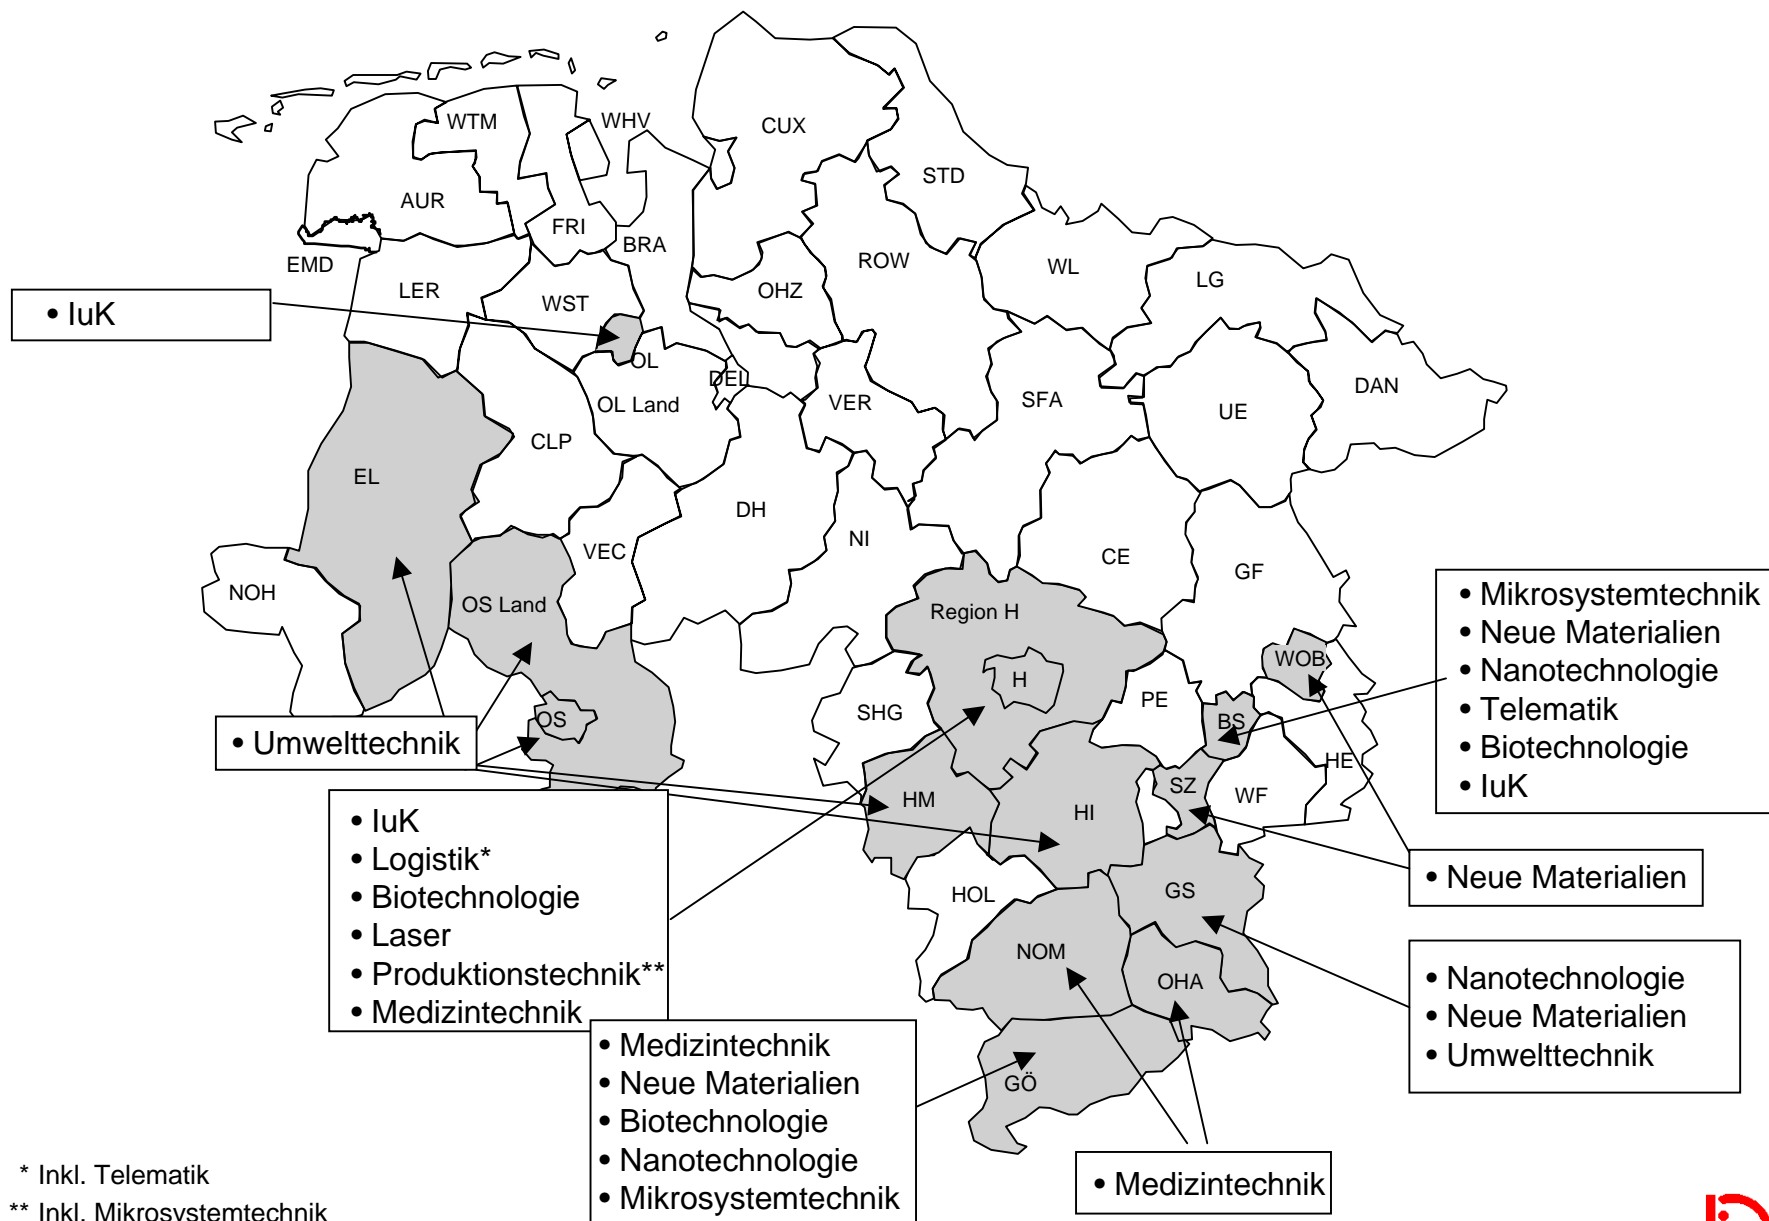 WTM
WHV
CUX
STD
AUR
FRI
BRA
EMD
LER
WST
OHZ
ROW
WL
LG
• IuK
OL
DEL
OL Land
VER
SFA
UE
DAN
CLP
EL
DH
NI
CE
GF
VEC
NOH
OS Land
Region H
H
WOB
PE
BS
SHG
OS
HE
SZ
WF
HM
HI
HOL
GS
NOM
OHA
GÖ
• Umwelttechnik
• Mikrosystemtechnik
• Neue Materialien
• Nanotechnologie
• Telematik
• Biotechnologie
• IuK
• IuK
• Logistik*
• Biotechnologie
• Laser
• Produktionstechnik**
• Medizintechnik
• Neue Materialien
• Nanotechnologie
• Neue Materialien
• Umwelttechnik
• Medizintechnik
• Neue Materialien
• Biotechnologie
• Nanotechnologie
• Mikrosystemtechnik
• Medizintechnik
* Inkl. Telematik
** Inkl. Mikrosystemtechnik